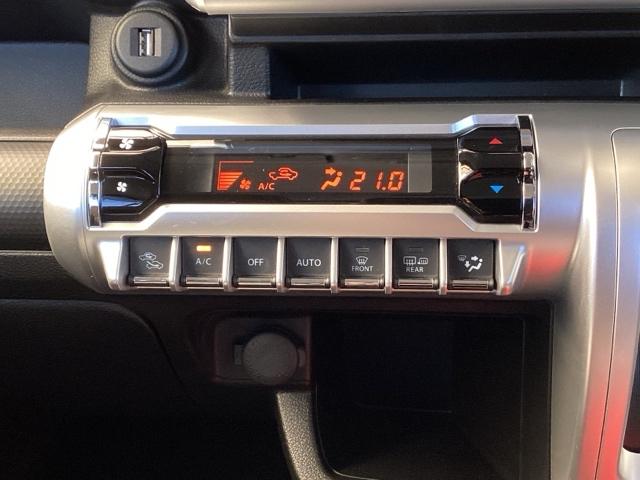 A/C 21.0
A/C
OFF
AUTO
FRONT
REAR